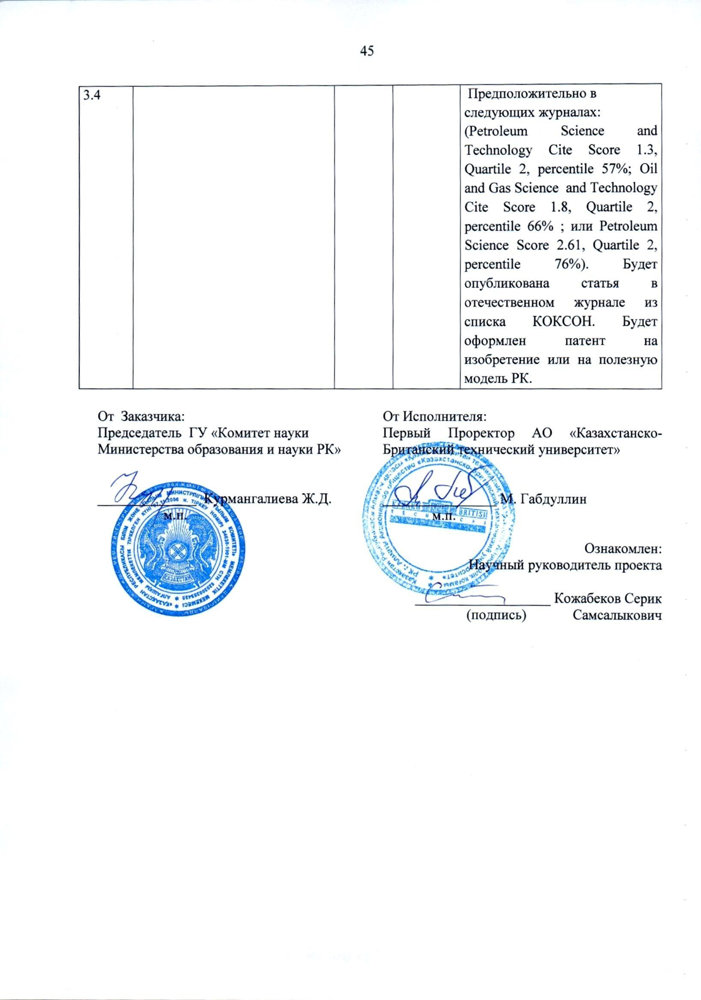 45
3.4
Предположительно в
следующих журналах:
(Petroleum Science and
Technology Cite Score 1.3,
Quartile 2, percentile 57%; Oil
and Gas Science and Technology
Cite Score 1.8, Quartile 2,
percentile 66% ; или Petroleum
Science Score 2.61, Quartile 2,
percentile 76%). Будет
опубликована статья в
отечественном журнале из
списка КОКСОН. Будет
оформлен патент на
изобретение или на полезную
модель РК.
От Заказчика:
Председатель ГУ «Комитет науки
Министерства образования и науки РК»
Курмангалиева Ж.Д.
м.п.
От Исполнителя:
Первый Проректор АО «Казахстанско-
Британский технический университет»
М. Габдуллин
м.п.
BRITISH
TECHNICAL
ҚАЗАҚСТАН
Ознакомлен:
Научный руководитель проекта
Кожабеков Серик
(подпись) Самсалыкович